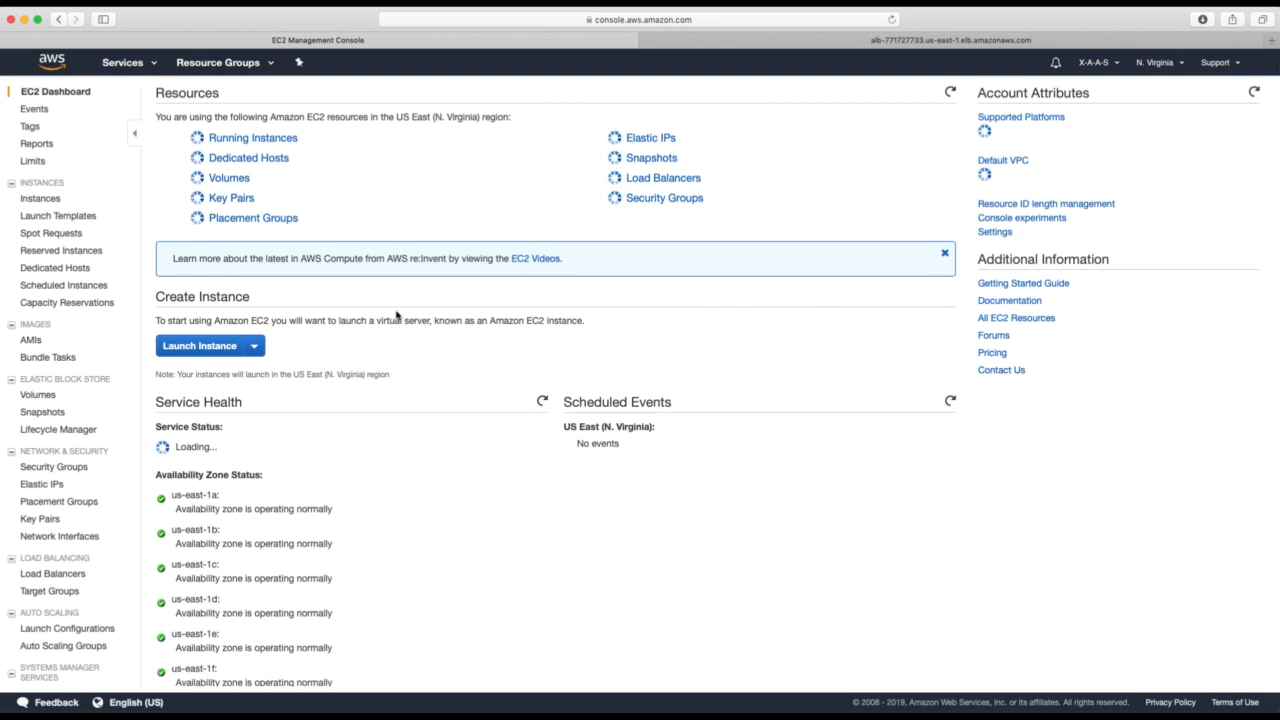 console.aws.amazon.com
EC2 Management Console
alb-771727733.us-east-1.elb.amazonaws.com
aws
Services
Resource Groups
X-A-A-S
N. Virginia
Support
EC2 Dashboard
Events
Tags
Reports
Limits
INSTANCES
Instances
Launch Templates
Spot Requests
Reserved Instances
Dedicated Hosts
Scheduled Instances
Capacity Reservations
IMAGES
AMIs
Bundle Tasks
ELASTIC BLOCK STORE
Volumes
Snapshots
Lifecycle Manager
NETWORK & SECURITY
Security Groups
Elastic IPs
Placement Groups
Key Pairs
Network Interfaces
LOAD BALANCING
Load Balancers
Target Groups
AUTO SCALING
Launch Configurations
Auto Scaling Groups
SYSTEMS MANAGER
SERVICES
Resources
You are using the following Amazon EC2 resources in the US East (N. Virginia) region:
Running Instances
Dedicated Hosts
Volumes
Key Pairs
Placement Groups
Elastic IPs
Snapshots
Load Balancers
Security Groups
Learn more about the latest in AWS Compute from AWS re:Invent by viewing the EC2 Videos.
Create Instance
To start using Amazon EC2 you will want to launch a virtual server, known as an Amazon EC2 instance.
Launch Instance
Note: Your instances will launch in the US East (N. Virginia) region
Service Health
Service Status:
Loading...
Availability Zone Status:
us-east-1a:
Availability zone is operating normally
us-east-1b:
Availability zone is operating normally
us-east-1c:
Availability zone is operating normally
us-east-1d:
Availability zone is operating normally
us-east-1e:
Availability zone is operating normally
us-east-1f:
Availability zone is operating normally
Scheduled Events
US East (N. Virginia):
No events
Account Attributes
Supported Platforms
Default VPC
Resource ID length management
Console experiments
Settings
Additional Information
Getting Started Guide
Documentation
All EC2 Resources
Forums
Pricing
Contact Us
Feedback
English (US)
© 2008 - 2019, Amazon Web Services, Inc. or its affiliates. All rights reserved.
Privacy Policy
Terms of Use